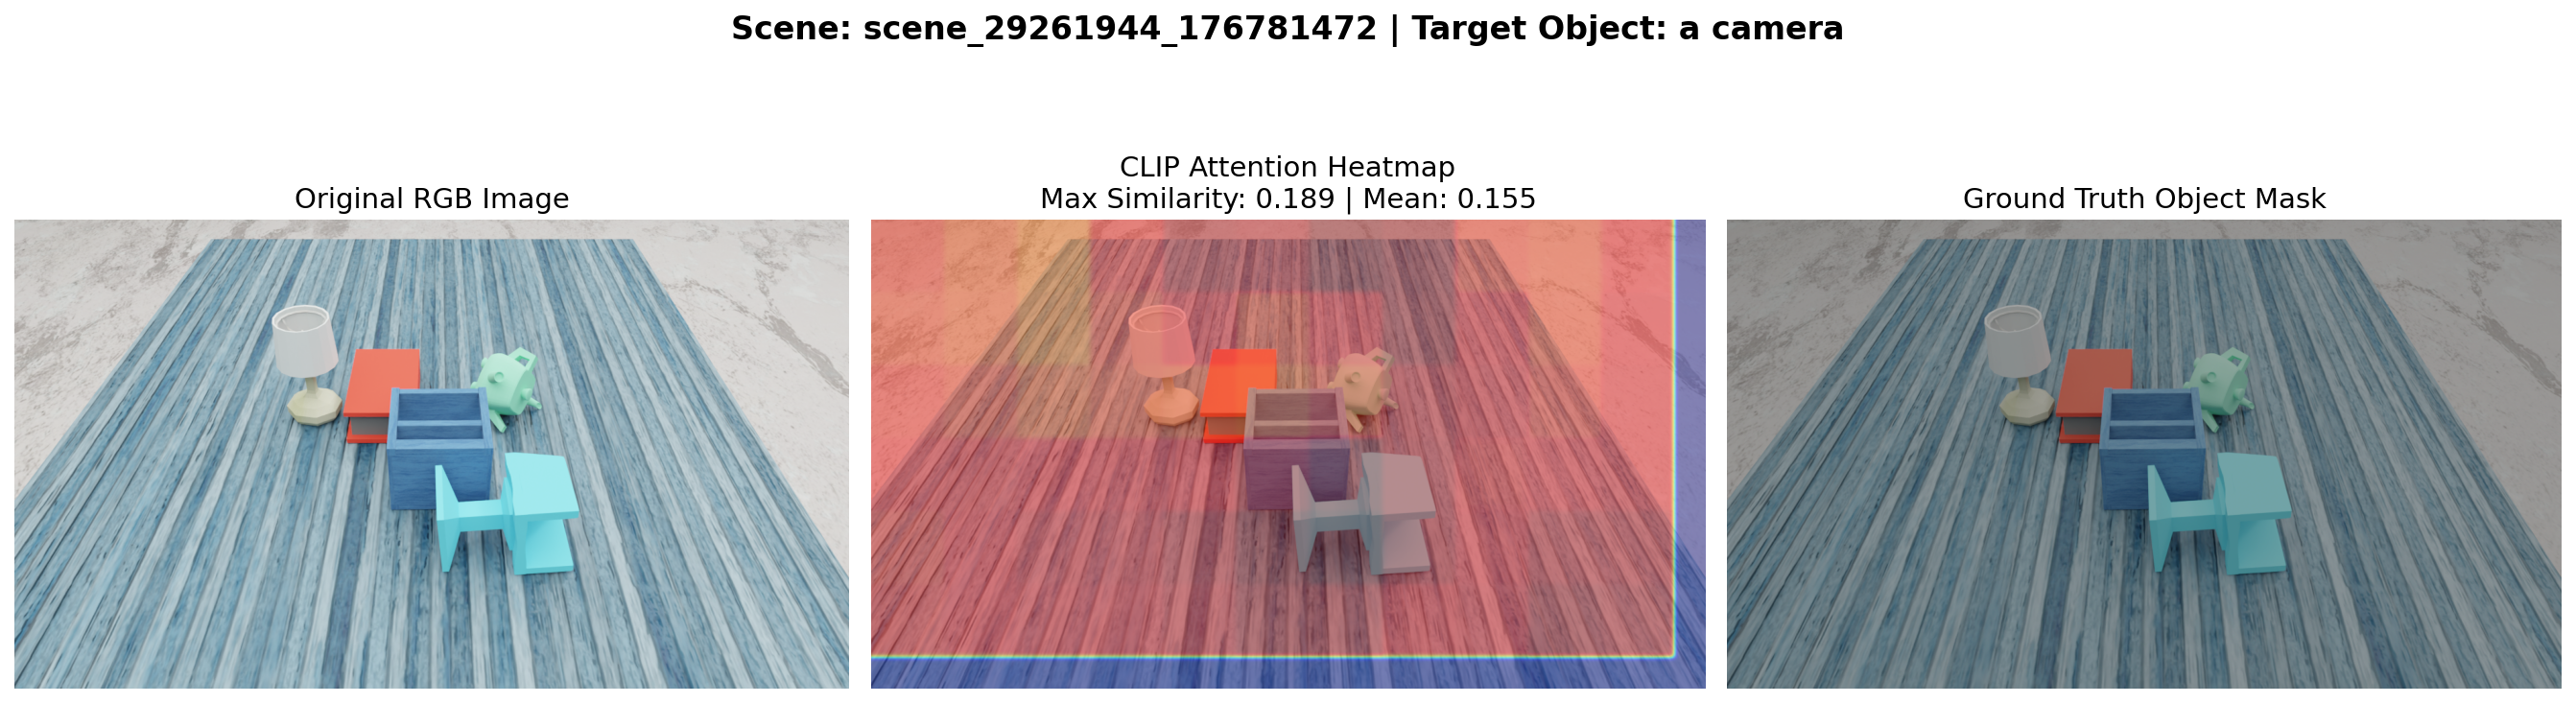 Scene: scene_29261944_176781472 | Target Object: a camera
Original RGB Image
CLIP Attention Heatmap
Max Similarity: 0.189 | Mean: 0.155
Ground Truth Object Mask